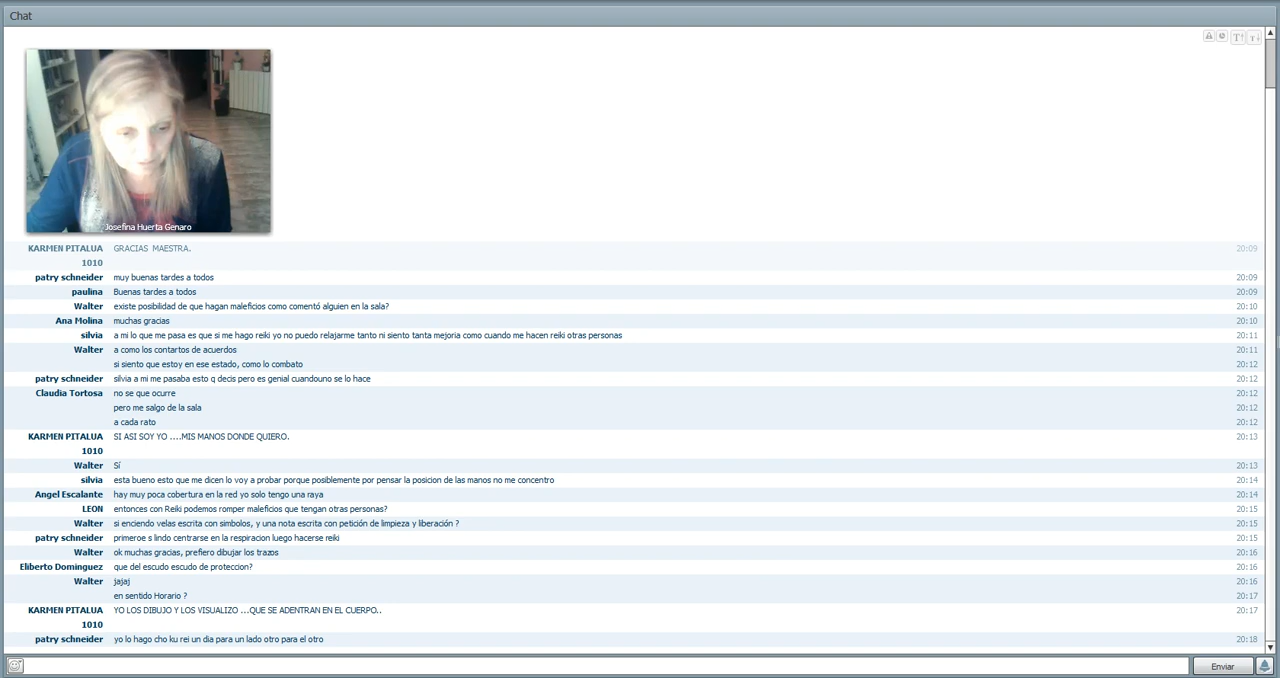 Chat
Josefina Huerta Genaro
KARMEN PITALUA 1010 GRACIAS MAESTRA. 20:09
patry schneider muy buenas tardes a todos 20:09
paulina Buenas tardes a todos 20:09
Walter existe posibilidad de que hagan maleficios como comentó alguien en la sala? 20:10
Ana Molina muchas gracias 20:10
silvia a mi lo que me pasa es que si me hago reiki yo no puedo relajarme tanto ni siento tanta mejoria como cuando me hacen reiki otras personas 20:11
Walter a como los contartos de acuerdos 20:11
si siento que estoy en ese estado, como lo combato 20:12
patry schneider silvia a mi me pasaba esto q decis pero es genial cuandouno se lo hace 20:12
Claudia Tortosa no se que ocurre 20:12
pero me salgo de la sala 20:12
a cada rato 20:12
KARMEN PITALUA 1010 SI ASI SOY YO ....MIS MANOS DONDE QUIERO. 20:13
Walter Sí 20:13
silvia esta bueno esto que me dicen lo voy a probar porque posiblemente por pensar la posicion de las manos no me concentro 20:14
Angel Escalante hay muy poca cobertura en la red yo solo tengo una raya 20:14
LEON entonces con Reiki podemos romper maleficios que tengan otras personas? 20:15
Walter si enciendo velas escrita con simbolos, y una nota escrita con petición de limpieza y liberación ? 20:15
patry schneider primeroe s lindo centrarse en la respiracion luego hacerse reiki 20:15
Walter ok muchas gracias, prefiero dibujar los trazos 20:16
Eliberto Dominguez que del escudo escudo de proteccion? 20:16
Walter jajaj 20:16
en sentido Horario ? 20:17
KARMEN PITALUA 1010 YO LOS DIBUJO Y LOS VISUALIZO ...QUE SE ADENTRAN EN EL CUERPO.. 20:17
patry schneider yo lo hago cho ku rei un dia para un lado otro para el otro 20:18
Enviar